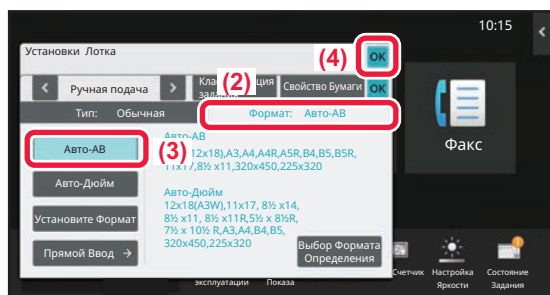 10:15
Установки Лотка
(4)
OK
Ручная подача
(2)
Свойство Бумаги
OK
Тип: Обычная
Формат: Авто-AB
Авто-AB
(3)
Авто-AB
12x18),A3,A4,A4R,A5R,B4,B5,B5R,
11x17,8½ x11,320x450,225x320
Факс
Авто-Дюйм
Авто-Дюйм
12x18(A3W),11x17, 8½ x14,
8½ x11, 8½ x11R,5½ x 8½R,
7½ x 10½ R,A3,A4,B4,B5,
320x450,225x320
Установите Формат
Прямой Ввод →
Выбор Формата
Определения
Счетчик
Настройка
Яркости
Состояние
Задания
эксплуатации
Показа